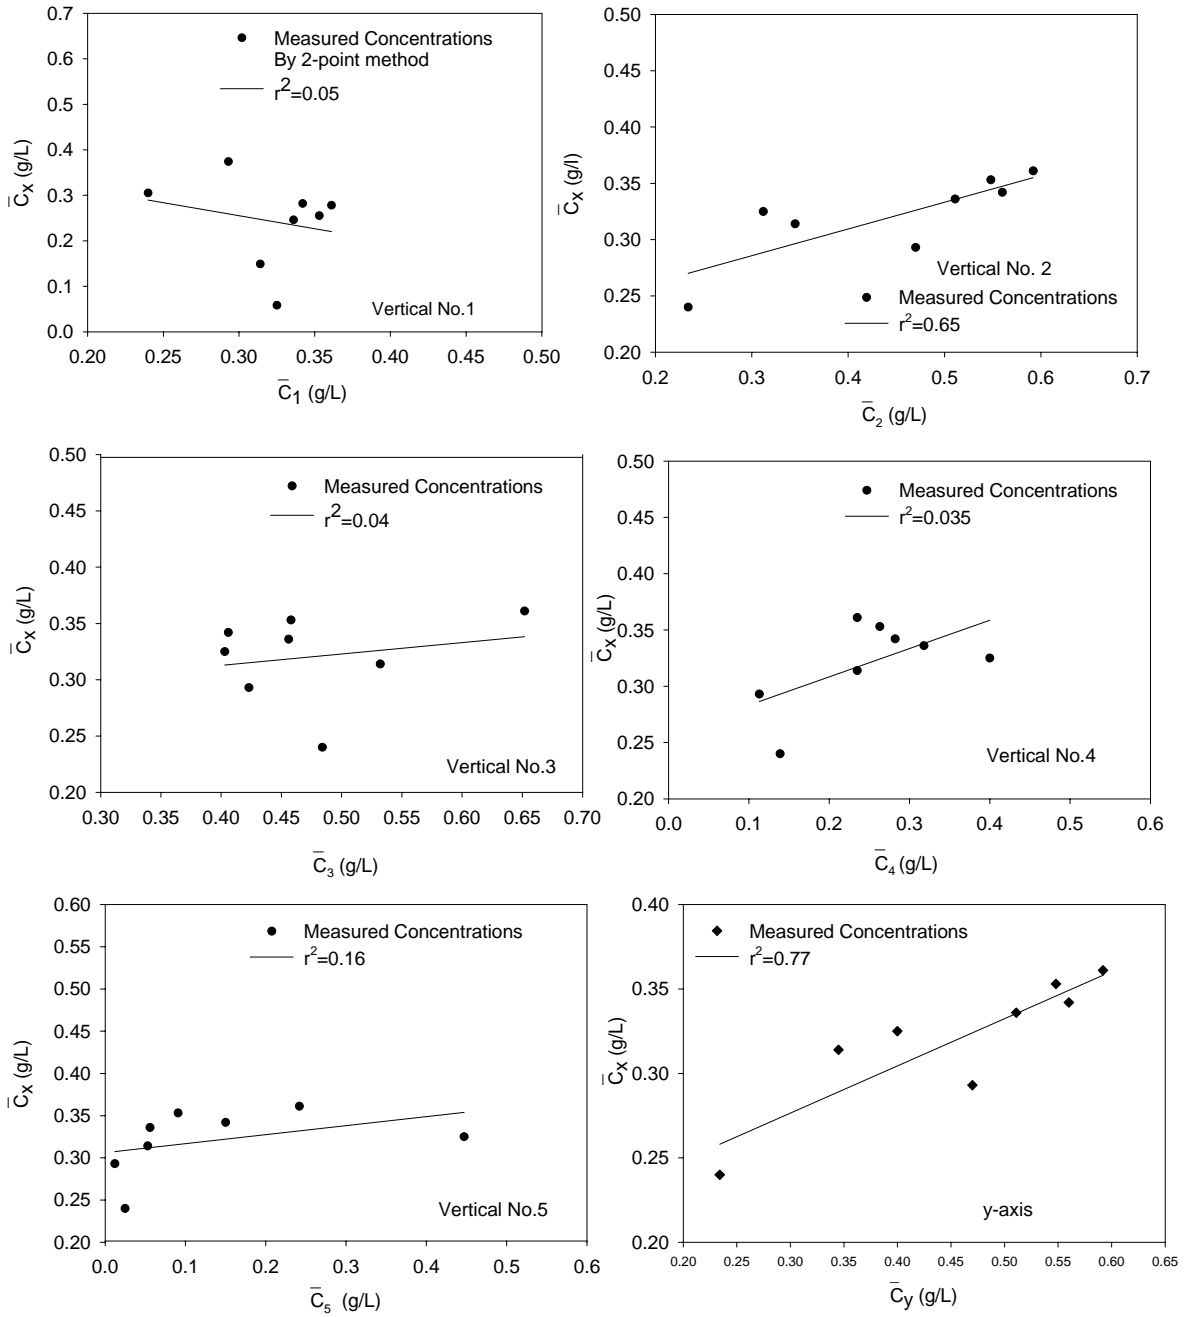 0.7
0.6
0.5
0.4
0.3
0.2
0.1
0.0
C̅x (g/L)
Measured Concentrations
By 2-point method
r2=0.05
Vertical No.1
0.20 0.30 0.35 0.40 0.45 0.50
C̅1 (g/L)
0.50
0.45
0.40
0.35
0.30
0.25
0.20
C̅x (g/l)
Vertical No. 2
Measured Concentrations
r2=0.65
0.2 0.3 0.4 0.5 0.6 0.7
C̅2 (g/L)
0.50
0.45
0.40
0.35
0.30
0.25
0.20
C̅x (g/L)
Measured Concentrations
r2=0.04
Vertical No.3
0.30 0.35 0.40 0.45 0.50 0.55 0.60 0.65 0.70
C̅3 (g/L)
0.50
0.45
0.40
0.35
0.30
0.25
0.20
C̅x (g/L)
Measured Concentrations
r2=0.035
Vertical No.4
0.0 0.1 0.2 0.3 0.4 0.5 0.6
C̅4 (g/L)
0.60
0.55
0.50
0.45
0.40
0.35
0.30
0.25
0.20
C̅x (g/L)
Measured Concentrations
r2=0.16
Vertical No.5
0.0 0.1 0.2 0.3 0.4 0.5 0.6
C̅5 (g/L)
0.40
0.35
0.30
0.25
0.20
C̅x (g/L)
Measured Concentrations
r2=0.77
y-axis
0.20 0.25 0.30 0.35 0.40 0.45 0.50 0.55 0.60 0.65
C̅y (g/L)